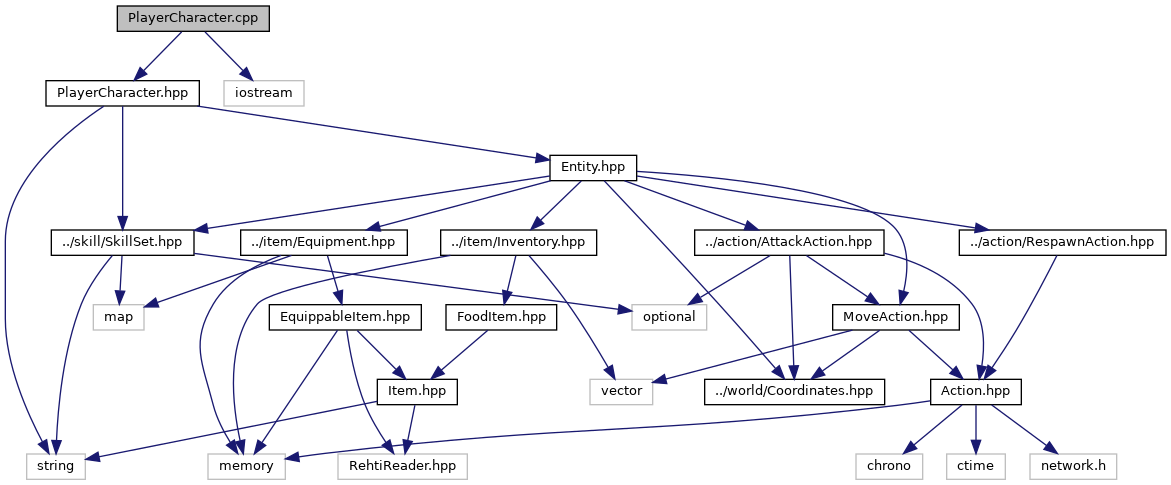 PlayerCharacter.cpp
PlayerCharacter.hpp
iostream
Entity.hpp
../skill/SkillSet.hpp
../item/Equipment.hpp
../item/Inventory.hpp
../action/AttackAction.hpp
../action/RespawnAction.hpp
map
EquippableItem.hpp
FoodItem.hpp
optional
MoveAction.hpp
Item.hpp
vector
../world/Coordinates.hpp
Action.hpp
string
memory
RehtiReader.hpp
chrono
ctime
network.h